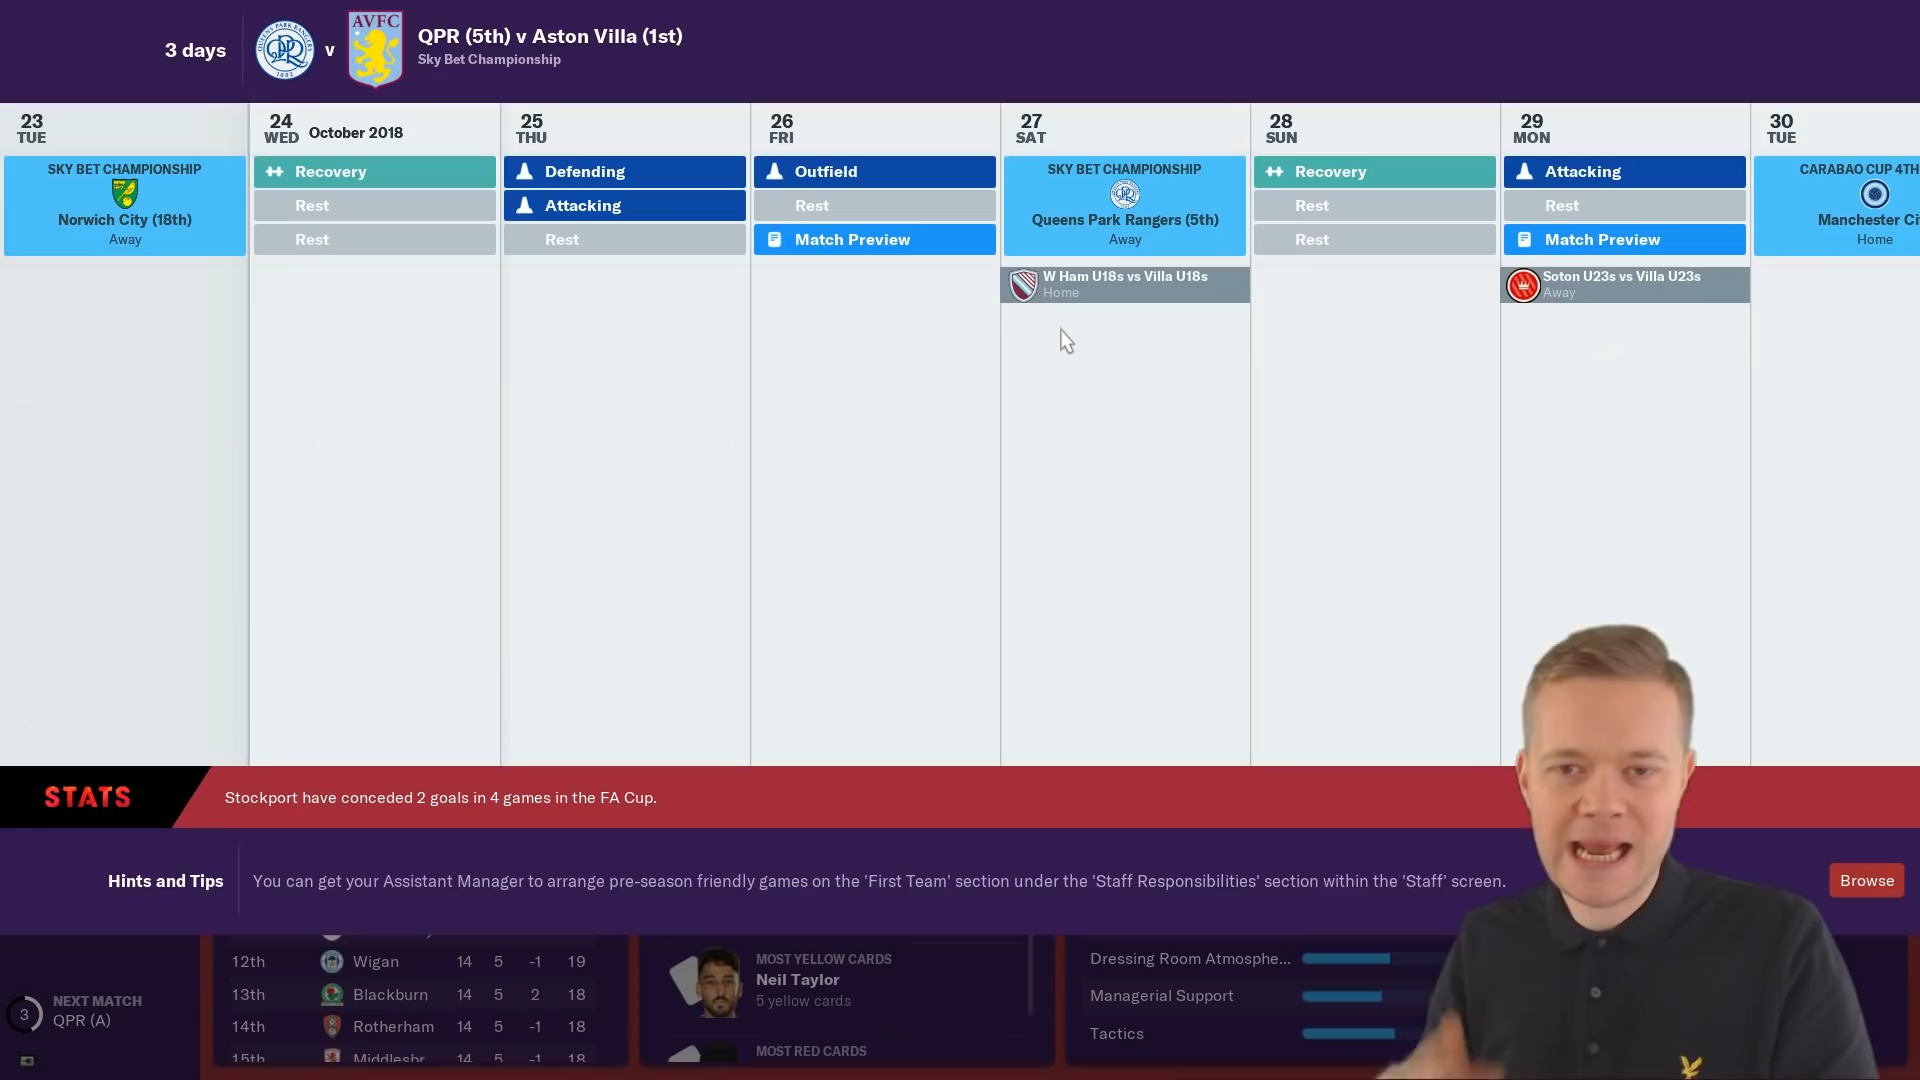 3 days
v
AVFC
QPR (5th) v Aston Villa (1st)
Sky Bet Championship
23
TUE
24
WED
October 2018
25
THU
26
FRI
27
SAT
28
SUN
29
MON
30
TUE
SKY BET CHAMPIONSHIP
Norwich City (18th)
Away
Recovery
Rest
Rest
Defending
Attacking
Rest
Outfield
Rest
Match Preview
SKY BET CHAMPIONSHIP
Queens Park Rangers (5th)
Away
W Ham U18s vs Villa U18s
Home
Recovery
Rest
Rest
Attacking
Rest
Match Preview
Soton U23s vs Villa U23s
Away
CARABAO CUP 4TH
Manchester Ci
Home
STATS
Stockport have conceded 2 goals in 4 games in the FA Cup.
Hints and Tips
You can get your Assistant Manager to arrange pre-season friendly games on the 'First Team' section under the 'Staff Responsibilities' section within the 'Staff' screen.
Browse
3
NEXT MATCH
QPR (A)
12th Wigan 14 5 -1 19
13th Blackburn 14 5 2 18
14th Rotherham 14 5 -1 18
15th Middlesbr 14 5 -1 18
MOST YELLOW CARDS
Neil Taylor
5 yellow cards
MOST RED CARDS
Dressing Room Atmosphe...
Managerial Support
Tactics